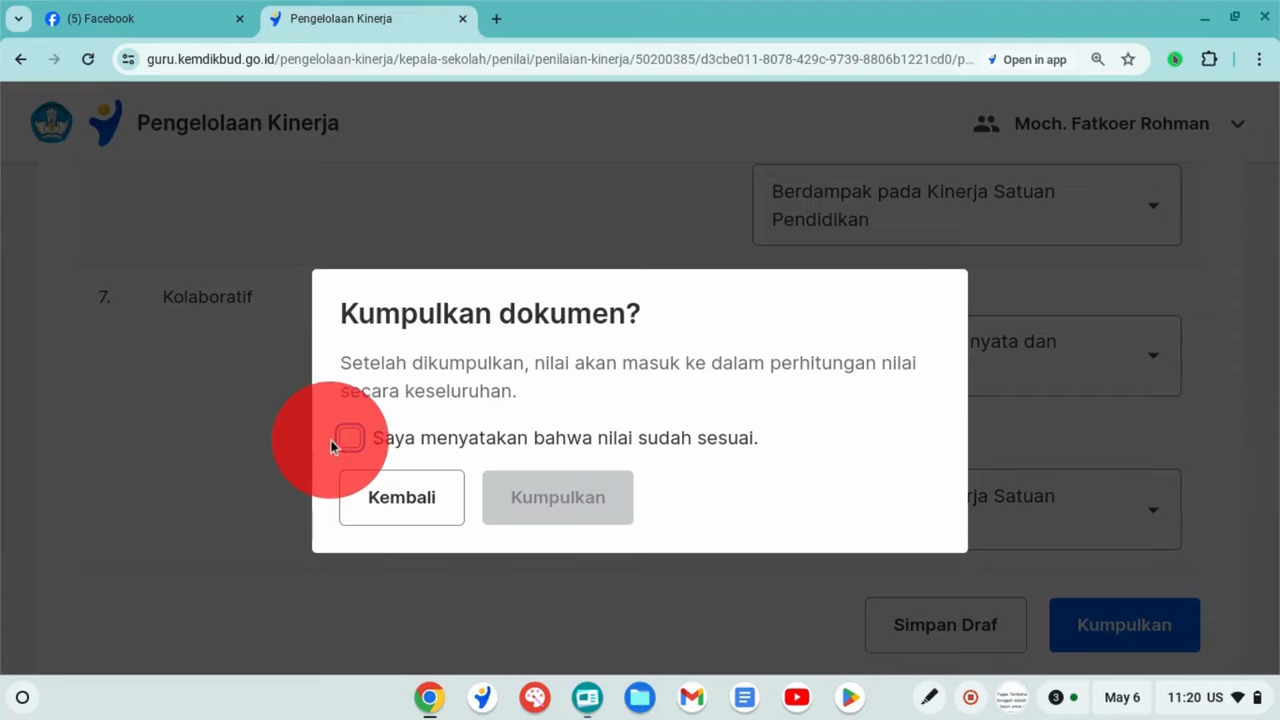 (5) Facebook
Pengelolaan Kinerja
guru.kemdikbud.go.id/pengelolaan-kinerja/kepala-sekolah/penilai/penilaian-kinerja/50200385/d3cbe011-8078-429c-9739-8806b1221cd0/p...
Open in app
Pengelolaan Kinerja
Moch. Fatkoer Rohman
Berdampak pada Kinerja Satuan
Pendidikan
7. Kolaboratif
nyata dan
Kumpulkan dokumen?
Setelah dikumpulkan, nilai akan masuk ke dalam perhitungan nilai
secara keseluruhan.
Saya menyatakan bahwa nilai sudah sesuai.
Kembali
Kumpulkan
rja Satuan
Simpan Draf
Kumpulkan
3
May 6
11:20 US